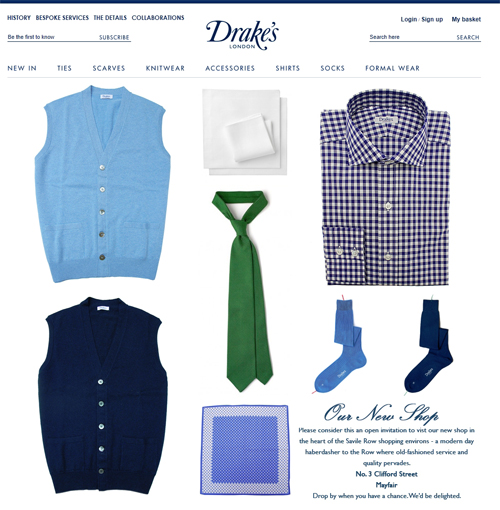 HISTORY BESPOKE SERVICES THE DETAILS COLLABORATIONS
Login / Sign up My basket
Be the first to know SUBSCRIBE
Drake's
LONDON
Search here SEARCH
NEW IN TIES SCARVES KNITWEAR ACCESSORIES SHIRTS SOCKS FORMAL WEAR
Drake's
Our New Shop
Please consider this an open invitation to visit our new shop in
the heart of the Savile Row shopping environs - a modern day
haberdasher to the Row where old-fashioned service and
quality pervades.
No. 3 Clifford Street
Mayfair
Drop by when you have a chance. We'd be delighted.